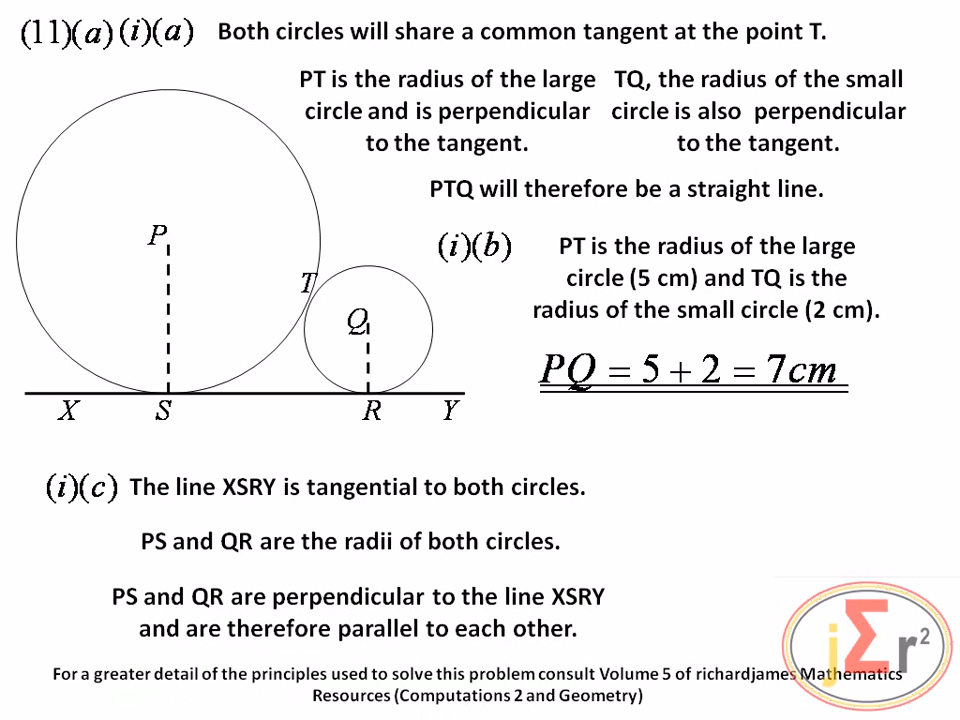 (11)(a)(i)(a) Both circles will share a common tangent at the point T.
PT is the radius of the large
circle and is perpendicular
to the tangent.
TQ, the radius of the small
circle is also perpendicular
to the tangent.
PTQ will therefore be a straight line.
P
T
Q
X S R Y
(i)(b) PT is the radius of the large
circle (5 cm) and TQ is the
radius of the small circle (2 cm).
PQ = 5 + 2 = 7cm
(i)(c) The line XSRY is tangential to both circles.
PS and QR are the radii of both circles.
PS and QR are perpendicular to the line XSRY
and are therefore parallel to each other.
jΣr²
For a greater detail of the principles used to solve this problem consult Volume 5 of richardjames Mathematics
Resources (Computations 2 and Geometry)